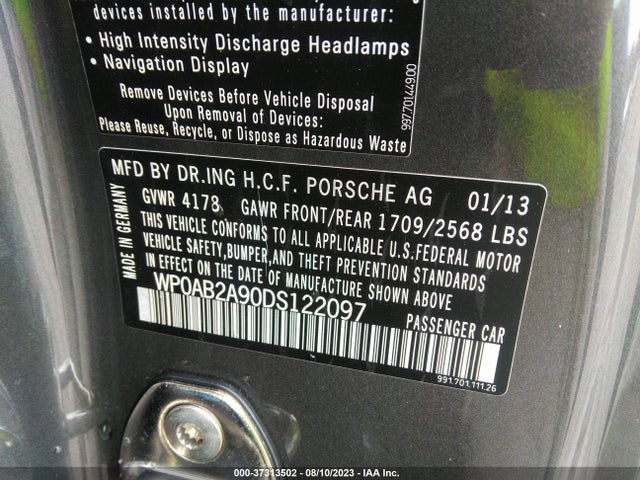 devices installed by the manufacturer:
• High Intensity Discharge Headlamps
• Navigation Display
Remove Devices Before Vehicle Disposal
Upon Removal of Devices:
Please Reuse, Recycle, or Dispose as Hazardous Waste
997.701.449.00
MFD BY DR.ING H.C.F. PORSCHE AG 01/13
GVWR 4178 GAWR FRONT/REAR 1709/2568 LBS
THIS VEHICLE CONFORMS TO ALL APPLICABLE U.S.FEDERAL MOTOR
VEHICLE SAFETY,BUMPER,AND THEFT PREVENTION STANDARDS
IN EFFECT ON THE DATE OF MANUFACTURE SHOWN ABOVE
WP0AB2A90DS122097
PASSENGER CAR
MADE IN GERMANY
991.701.111.26
000-37313502 - 08/10/2023 - IAA Inc.